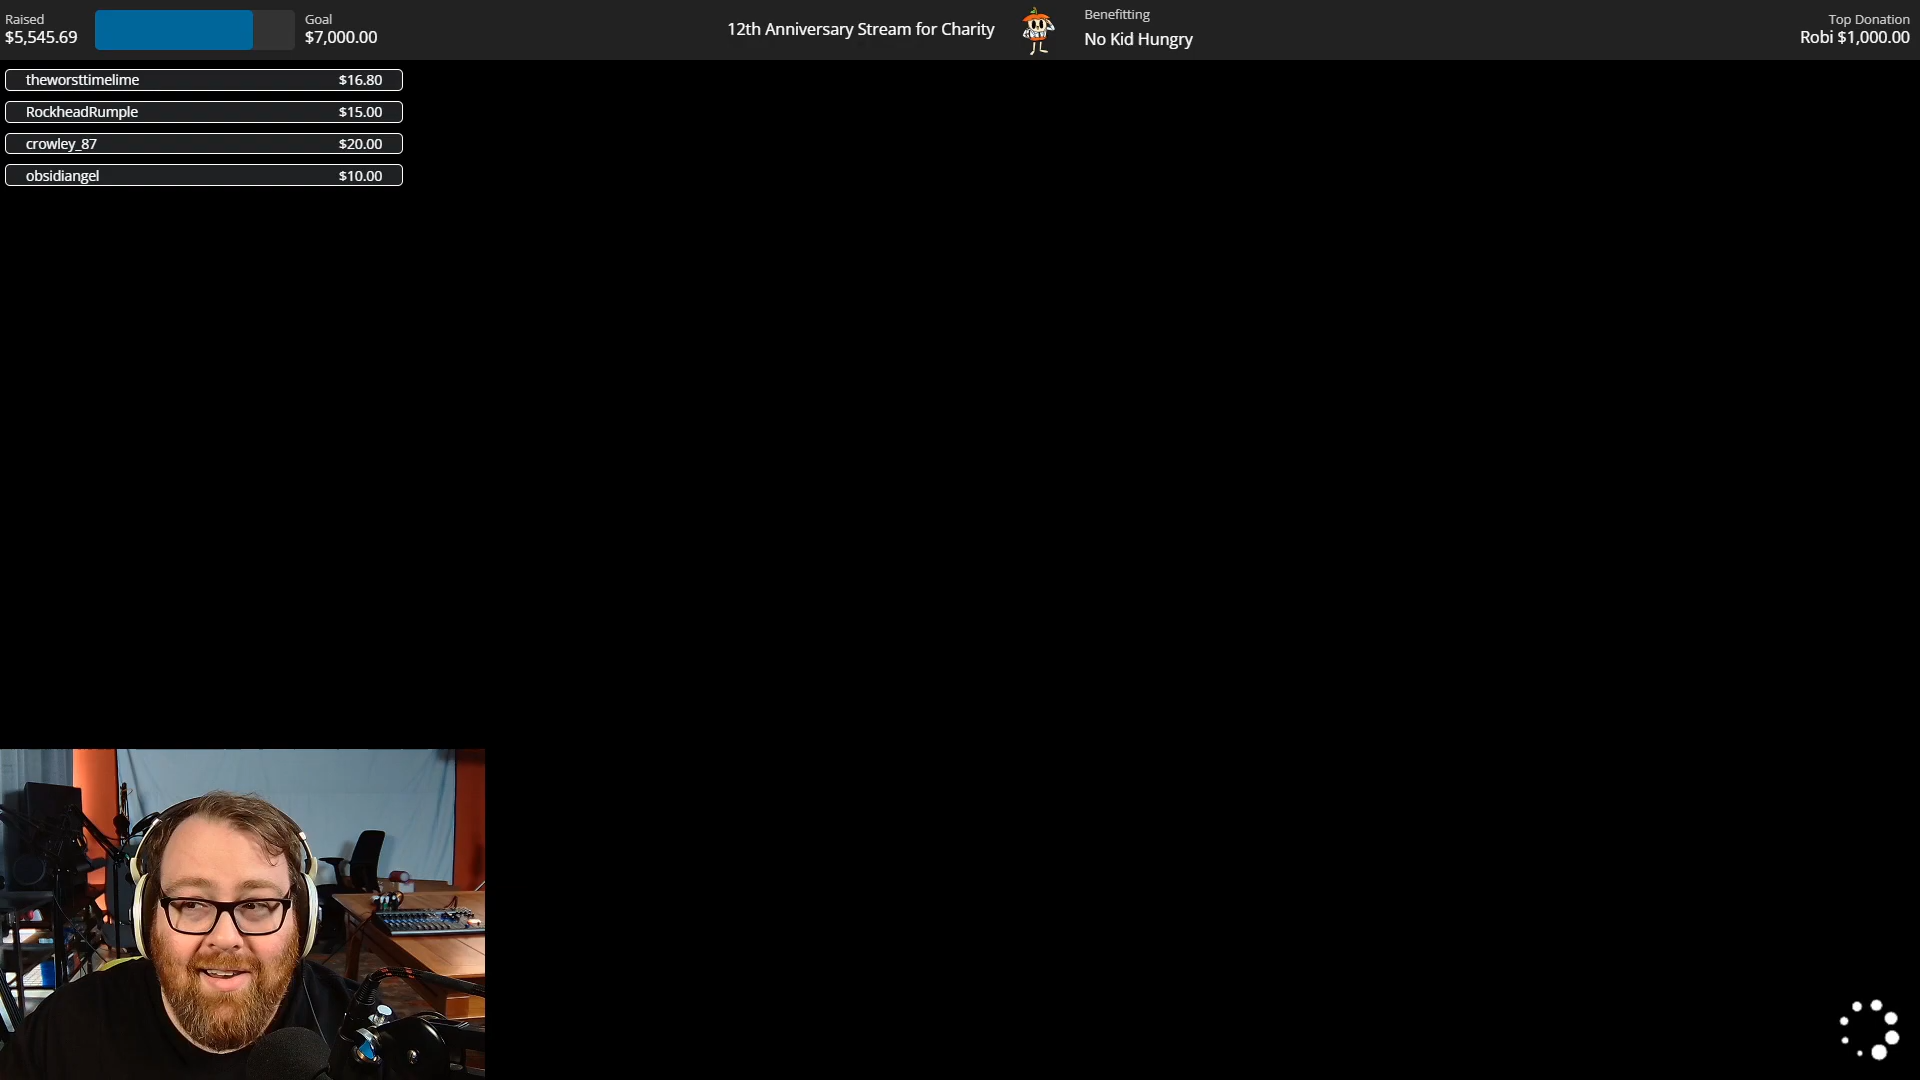 Raised
$5,545.69
Goal
$7,000.00
12th Anniversary Stream for Charity
Benefitting
No Kid Hungry
Top Donation
Robi $1,000.00
theworsttimelime $16.80
RockheadRumple $15.00
crowley_87 $20.00
obsidiangel $10.00